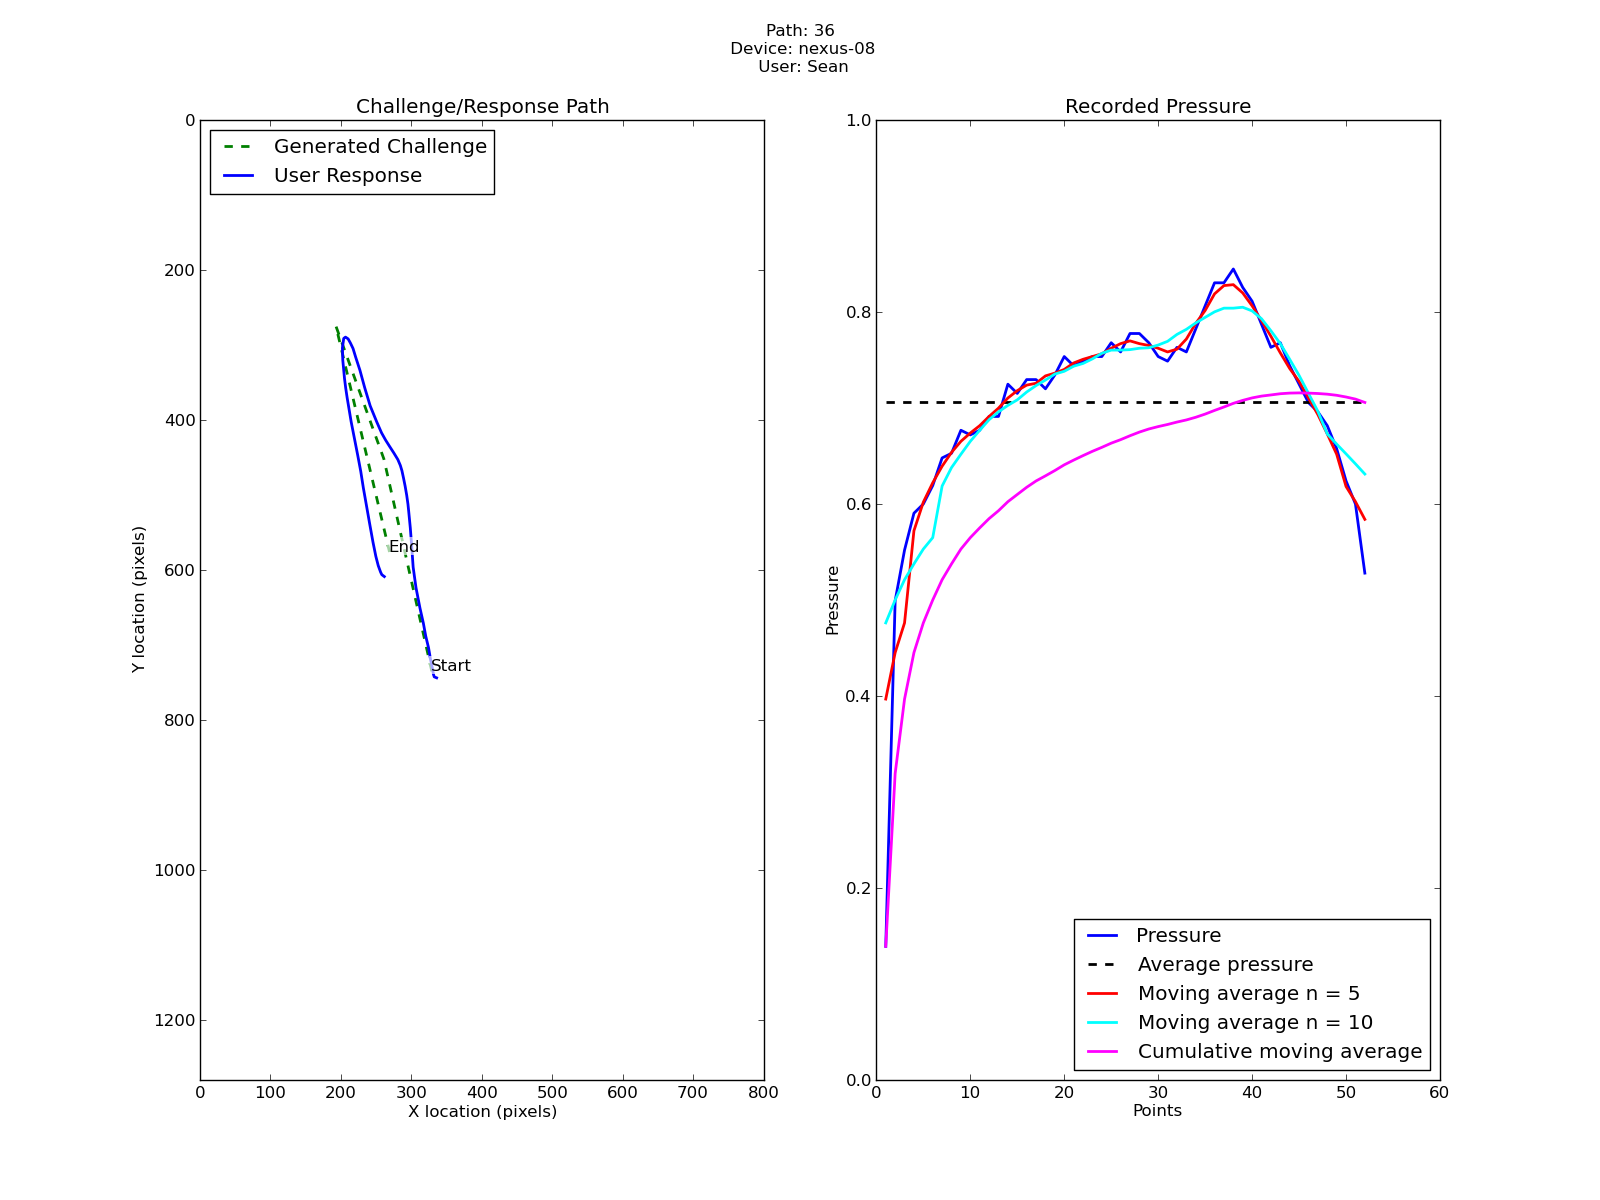 Path: 36
Device: nexus-08
User: Sean
Challenge/Response Path
Generated Challenge
User Response
0
200
400
600
800
1000
1200
Y location (pixels)
End
Start
0 100 200 300 400 500 600 700 800
X location (pixels)
Recorded Pressure
1.0
0.8
0.6
0.4
0.2
0.0
Pressure
Pressure
Average pressure
Moving average n = 5
Moving average n = 10
Cumulative moving average
0 10 20 30 40 50 60
Points